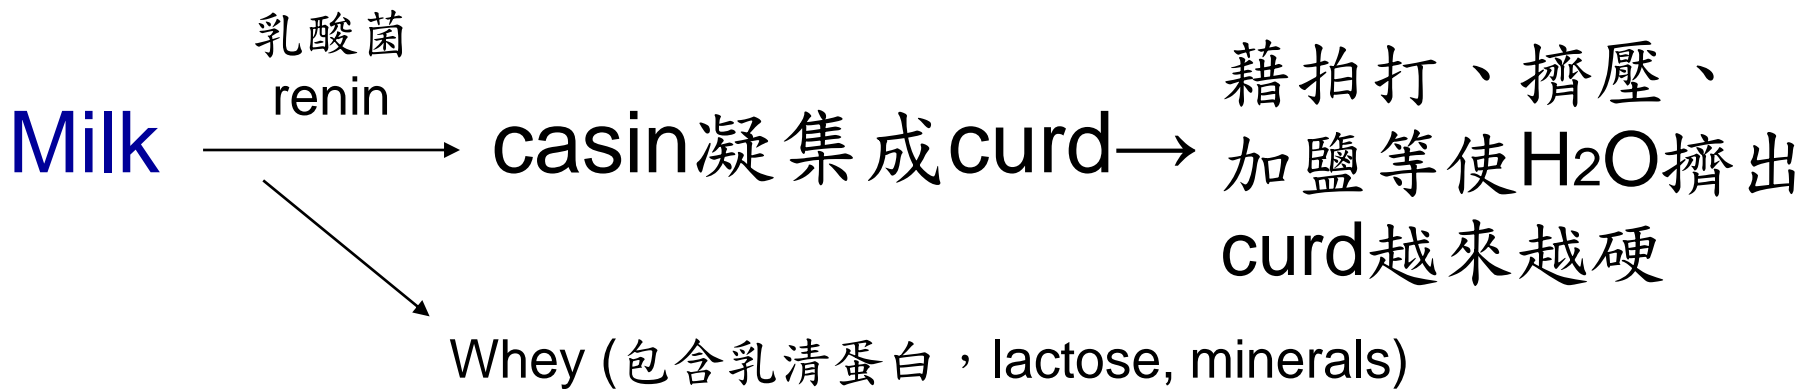 乳酸菌
renin
Milk
casin凝集成curd→
藉拍打、擠壓、
加鹽等使H2O擠出
curd越來越硬
Whey (包含乳清蛋白，lactose, minerals)